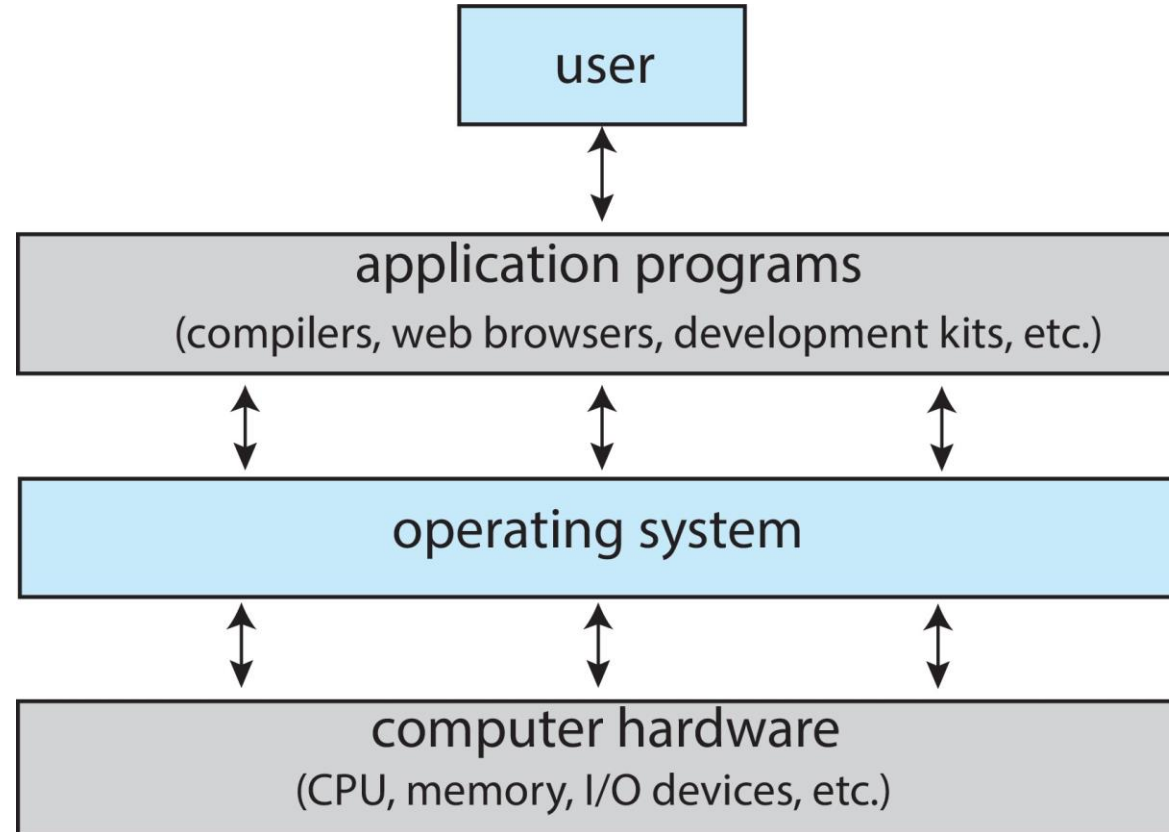 user
application programs
(compilers, web browsers, development kits, etc.)
operating system
computer hardware
(CPU, memory, I/O devices, etc.)